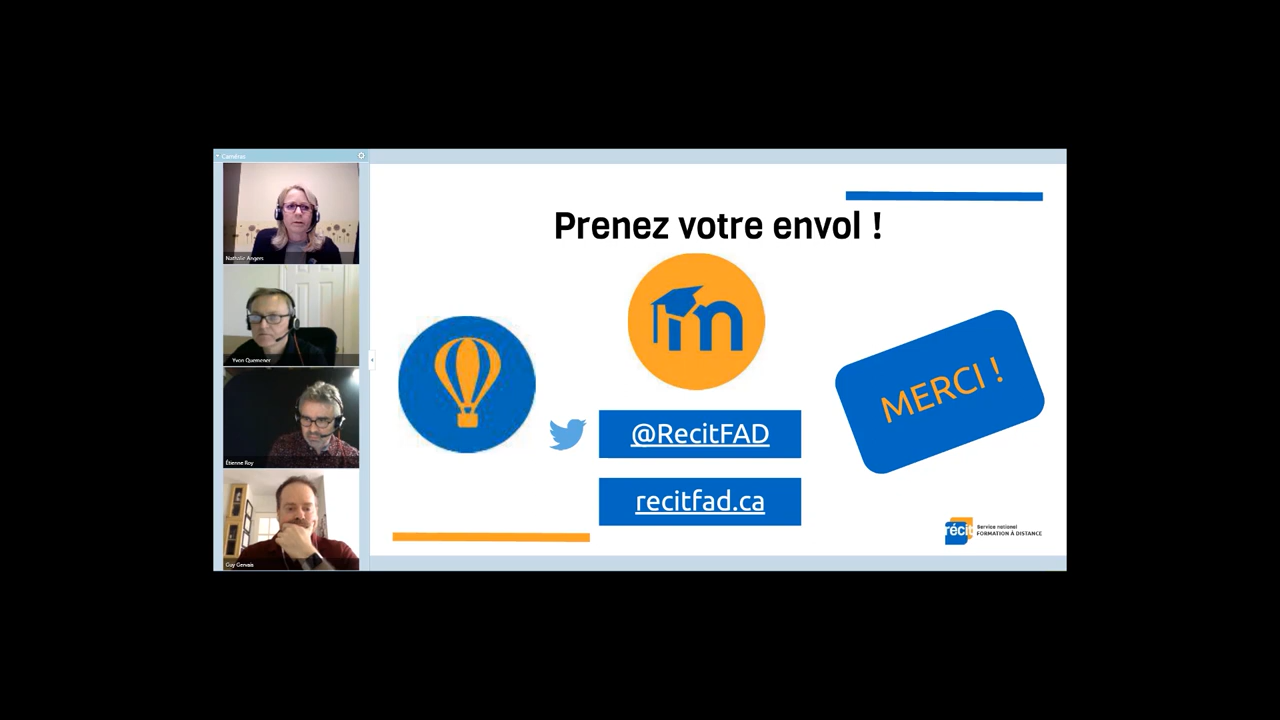 Caméras
Nathalie Angers
Yvon Quemener
Étienne Roy
Guy Gervais
Prenez votre envol !
m
@RecitFAD
recitfad.ca
MERCI !
récit
Service national
FORMATION À DISTANCE